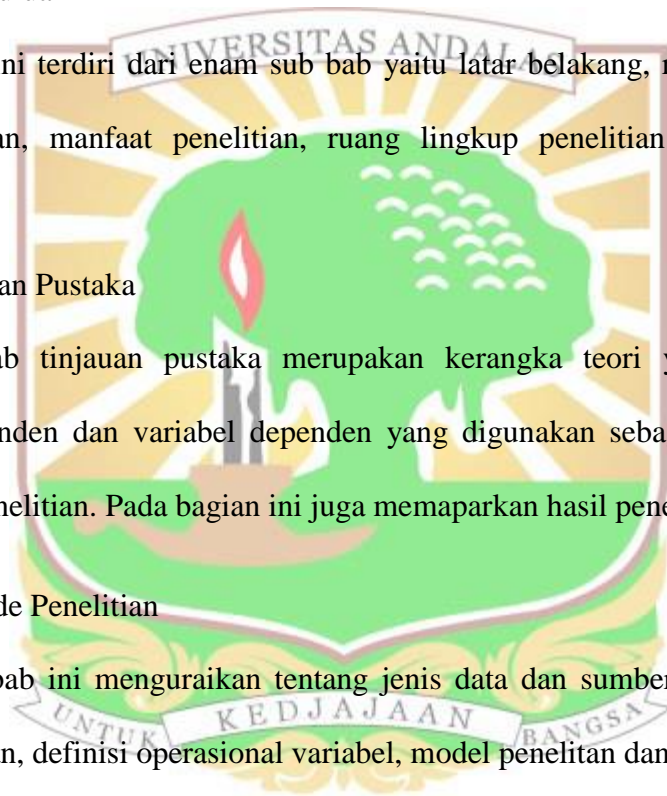 UNIVERSITAS ANDALAS
ni terdiri dari enam sub bab yaitu latar belakang,
an, manfaat penelitian, ruang lingkup penelitian
an Pustaka
ab tinjauan pustaka merupakan kerangka teori y
nden dan variabel dependen yang digunakan seba
nelitian. Pada bagian ini juga memaparkan hasil pene
de Penelitian
bab ini menguraikan tentang jenis data dan sumber
UNTUK KEDJAJAAN BANGSA
an, definisi operasional variabel, model penelitan dan